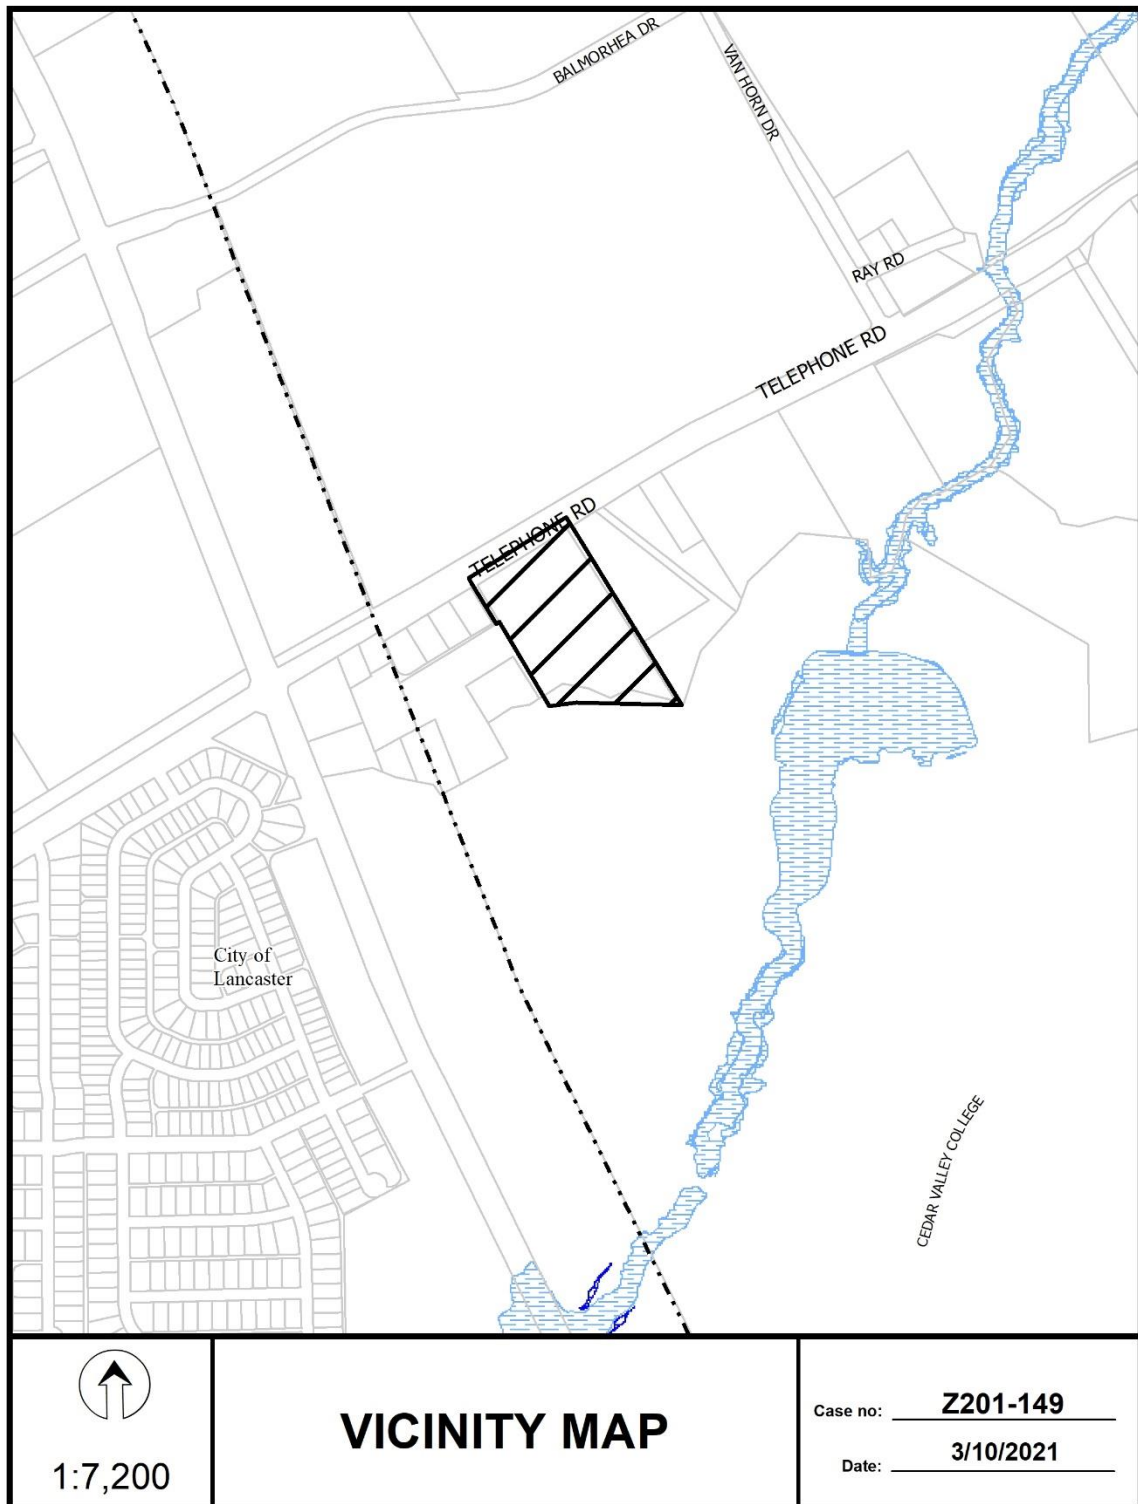 BALMORHEA DR
VAN HORN DR
RAY RD
TELEPHONE RD
TELEPHONE RD
City of
Lancaster
CEDAR VALLEY COLLEGE
1:7,200
VICINITY MAP
Case no: Z201-149
Date: 3/10/2021